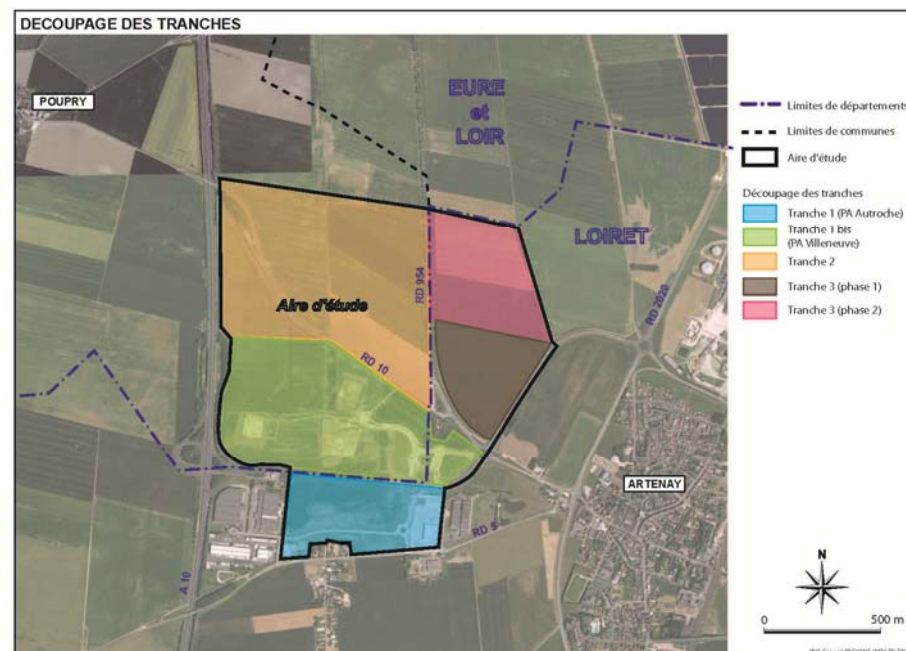 DECOUPAGE DES TRANCHES
POUPRY
EURE
et
LOIR
LOIRET
RD 954
RD 2020
Aire d'étude
RD 10
ARTENAY
RD 5
A 10
Limites de départements
Limites de communes
Aire d'étude
Découpage des tranches
Tranche 1 (PA Autroche)
Tranche 1 bis
(PA Villeneuve)
Tranche 2
Tranche 3 (phase 1)
Tranche 3 (phase 2)
N
0 500 m